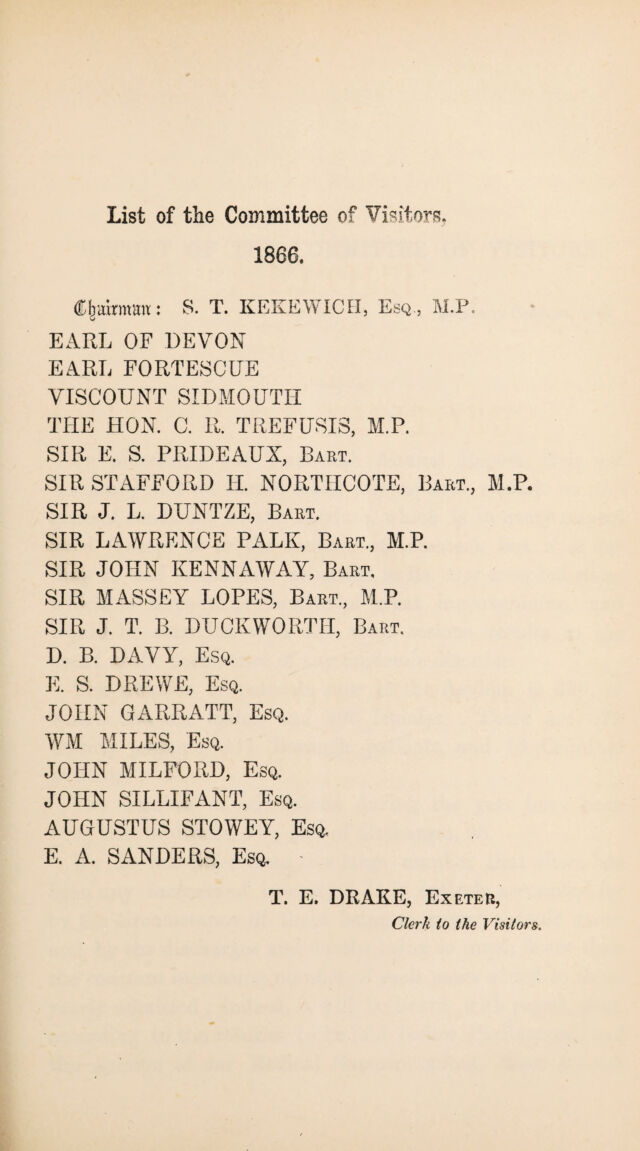 List of the Committee of Visitors,
1866.
Chairman: S. T. KEKEWICH, Esq., M.P.
EARL OF DEVON
EARL FORTESCUE
VISCOUNT SIDMOUTH
THE HON. C. R. TREFUSIS, M.P.
SIR E. S. PRIDEAUX, Bart.
SIR STAFFORD H. NORTHCOTE, Bart., M.P.
SIR J. L. DUNTZE, Bart.
SIR LAWRENCE PALK, Bart., M.P.
SIR JOHN KENNAWAY, Bart.
SIR MASSEY LOPES, Bart., M.P.
SIR J. T. B. DUCKWORTH, Bart.
D. B. DAVY, Esq.
E. S. DREWE, Esq.
JOHN GARRATT, Esq.
WM MILES, Esq.
JOHN MILFORD, Esq.
JOHN SILLIFANT, Esq.
AUGUSTUS STOWEY, Esq.
E. A. SANDERS, Esq.
T. E. DRAKE, Exeter,
Clerk to the Visitors.